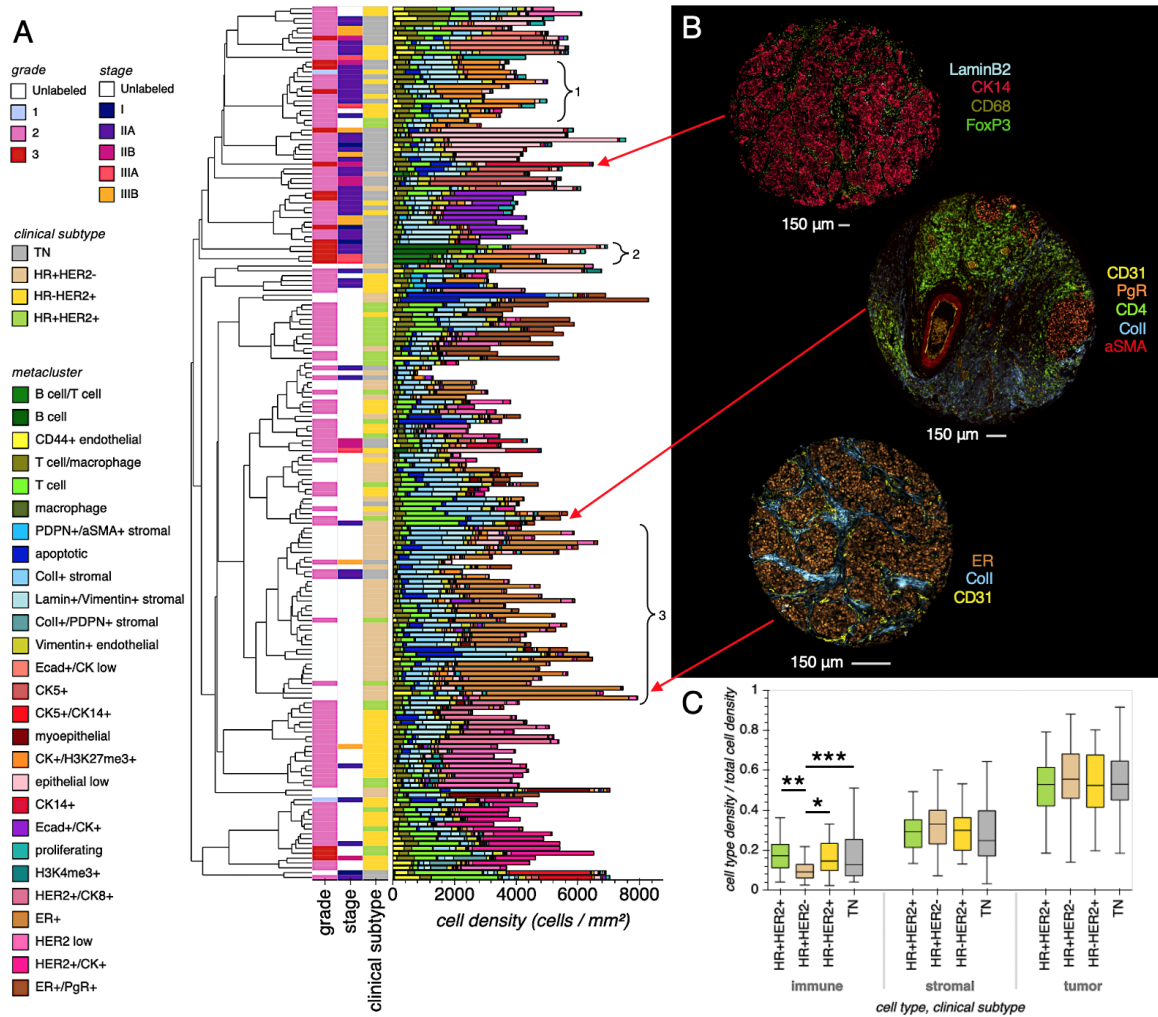 A
grade
Unlabeled
1
2
3
stage
Unlabeled
I
IIA
IIB
IIIA
IIIB
clinical subtype
TN
HR+HER2-
HR-HER2+
HR+HER2+
metacluster
B cell/T cell
B cell
CD44+ endothelial
T cell/macrophage
T cell
macrophage
PDPN+/aSMA+ stromal
apoptotic
ColI+ stromal
Lamin+/Vimentin+ stromal
ColI+/PDPN+ stromal
Vimentin+ endothelial
Ecad+/CK low
CK5+
CK5+/CK14+
myoepithelial
CK+/H3K27me3+
epithelial low
CK14+
Ecad+/CK+
proliferating
H3K4me3+
HER2+/CK8+
ER+
HER2 low
HER2+/CK+
ER+/PgR+
1
2
3
grade
stage
clinical subtype
0
2000
4000
6000
8000
cell density (cells / mm²)
B
LaminB2
CK14
CD68
FoxP3
150 µm
CD31
PgR
CD4
ColI
aSMA
150 µm
ER
ColI
CD31
150 µm
C
cell type density / total cell density
1
0.8
0.6
0.4
0.2
0
**
***
*
HR+HER2+
HR+HER2-
HR-HER2+
TN
HR+HER2+
HR+HER2-
HR-HER2+
TN
HR+HER2+
HR+HER2-
HR-HER2+
TN
immune
stromal
tumor
cell type, clinical subtype